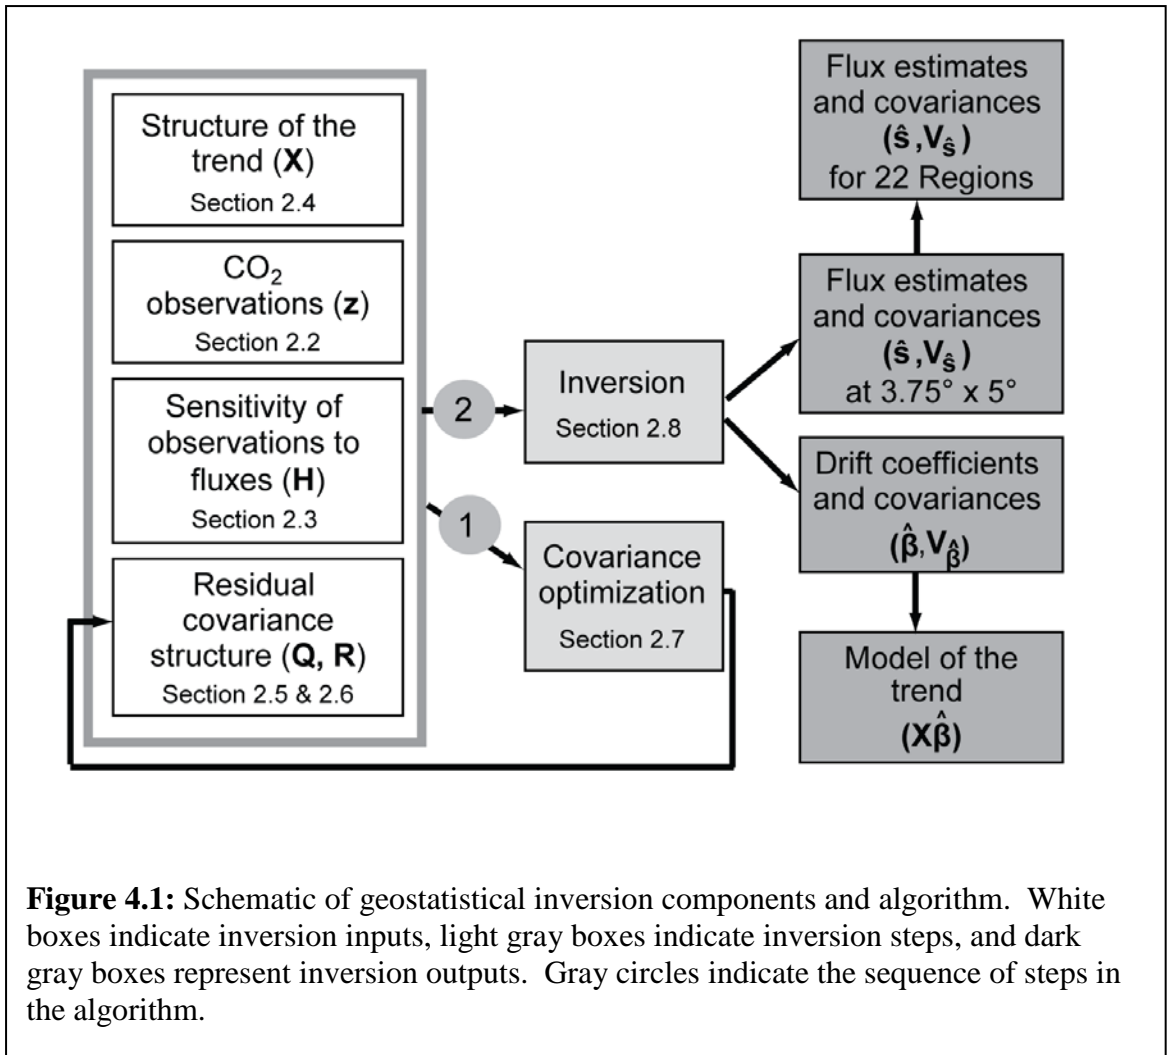 Structure of the
trend (X)
Section 2.4
CO₂
observations (z)
Section 2.2
Sensitivity of
observations to
fluxes (H)
Section 2.3
Residual
covariance
structure (Q, R)
Section 2.5 & 2.6
2
1
Inversion
Section 2.8
Covariance
optimization
Section 2.7
Flux estimates
and covariances
(ŝ,V_ŝ)
for 22 Regions
Flux estimates
and covariances
(ŝ,V_ŝ)
at 3.75° x 5°
Drift coefficients
and covariances
(β̂,V_β̂)
Model of the
trend
(Xβ̂)
Figure 4.1: Schematic of geostatistical inversion components and algorithm. White
boxes indicate inversion inputs, light gray boxes indicate inversion steps, and dark
gray boxes represent inversion outputs. Gray circles indicate the sequence of steps in
the algorithm.